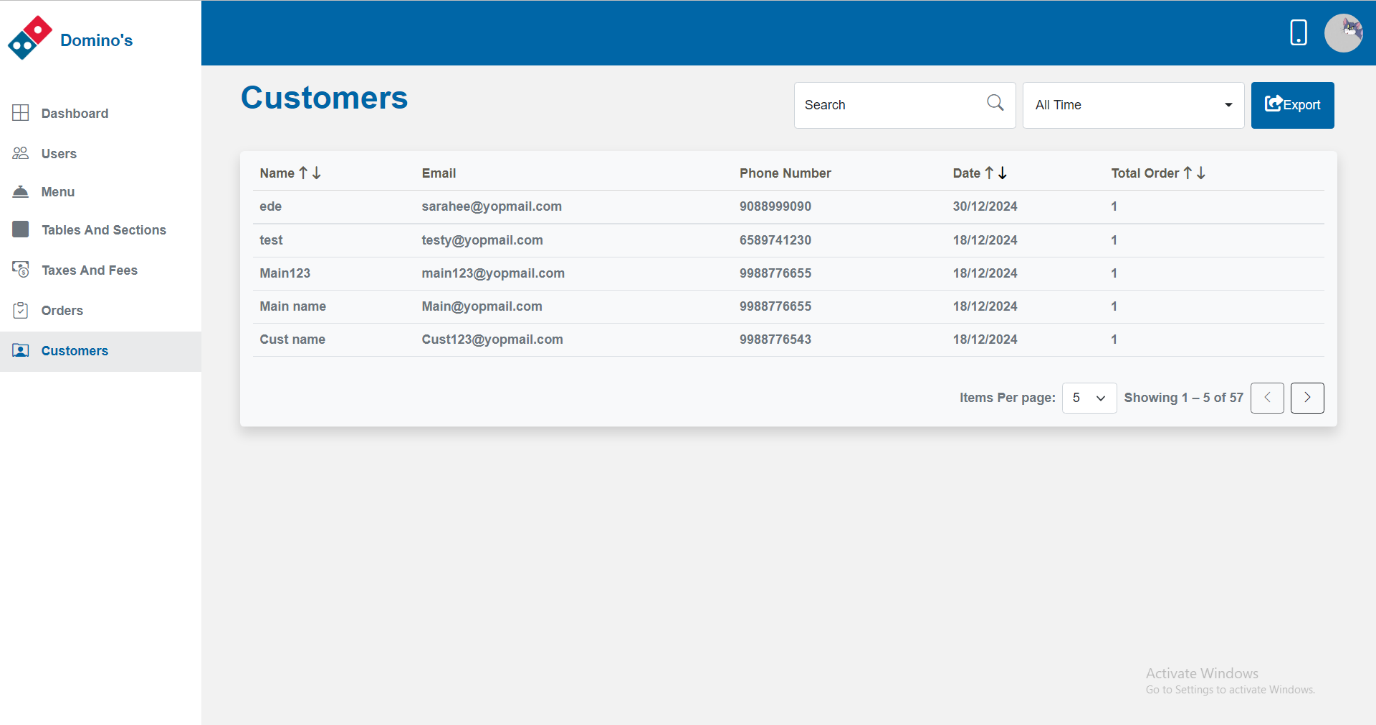 Domino's
Dashboard
Users
Menu
Tables And Sections
Taxes And Fees
Orders
Customers
Customers
Search All Time Export
Name Email Phone Number Date Total Order
ede sarahee@yopmail.com 9088999090 30/12/2024 1
test testy@yopmail.com 6589741230 18/12/2024 1
Main123 main123@yopmail.com 9988776655 18/12/2024 1
Main name Main@yopmail.com 9988776655 18/12/2024 1
Cust name Cust123@yopmail.com 9988776543 18/12/2024 1
Items Per page: 5 Showing 1 – 5 of 57
Activate Windows
Go to Settings to activate Windows.